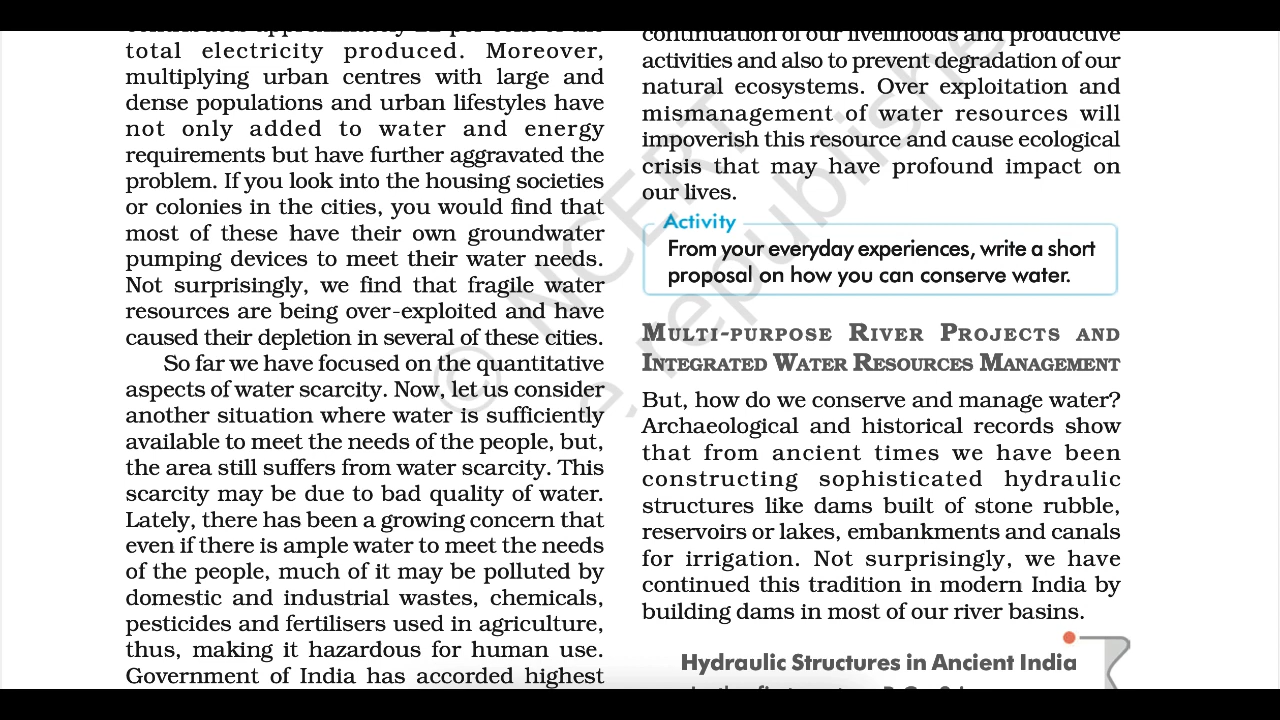 total electricity produced. Moreover,
multiplying urban centres with large and
dense populations and urban lifestyles have
not only added to water and energy
requirements but have further aggravated the
problem. If you look into the housing societies
or colonies in the cities, you would find that
most of these have their own groundwater
pumping devices to meet their water needs.
Not surprisingly, we find that fragile water
resources are being over-exploited and have
caused their depletion in several of these cities.
So far we have focused on the quantitative
aspects of water scarcity. Now, let us consider
another situation where water is sufficiently
available to meet the needs of the people, but,
the area still suffers from water scarcity. This
scarcity may be due to bad quality of water.
Lately, there has been a growing concern that
even if there is ample water to meet the needs
of the people, much of it may be polluted by
domestic and industrial wastes, chemicals,
pesticides and fertilisers used in agriculture,
thus, making it hazardous for human use.
Government of India has accorded highest
continuation of our livelihoods and productive
activities and also to prevent degradation of our
natural ecosystems. Over exploitation and
mismanagement of water resources will
impoverish this resource and cause ecological
crisis that may have profound impact on
our lives.
Activity
From your everyday experiences, write a short
proposal on how you can conserve water.
MULTI-PURPOSE RIVER PROJECTS AND
INTEGRATED WATER RESOURCES MANAGEMENT
But, how do we conserve and manage water?
Archaeological and historical records show
that from ancient times we have been
constructing sophisticated hydraulic
structures like dams built of stone rubble,
reservoirs or lakes, embankments and canals
for irrigation. Not surprisingly, we have
continued this tradition in modern India by
building dams in most of our river basins.
Hydraulic Structures in Ancient India
© NCERT
republishe